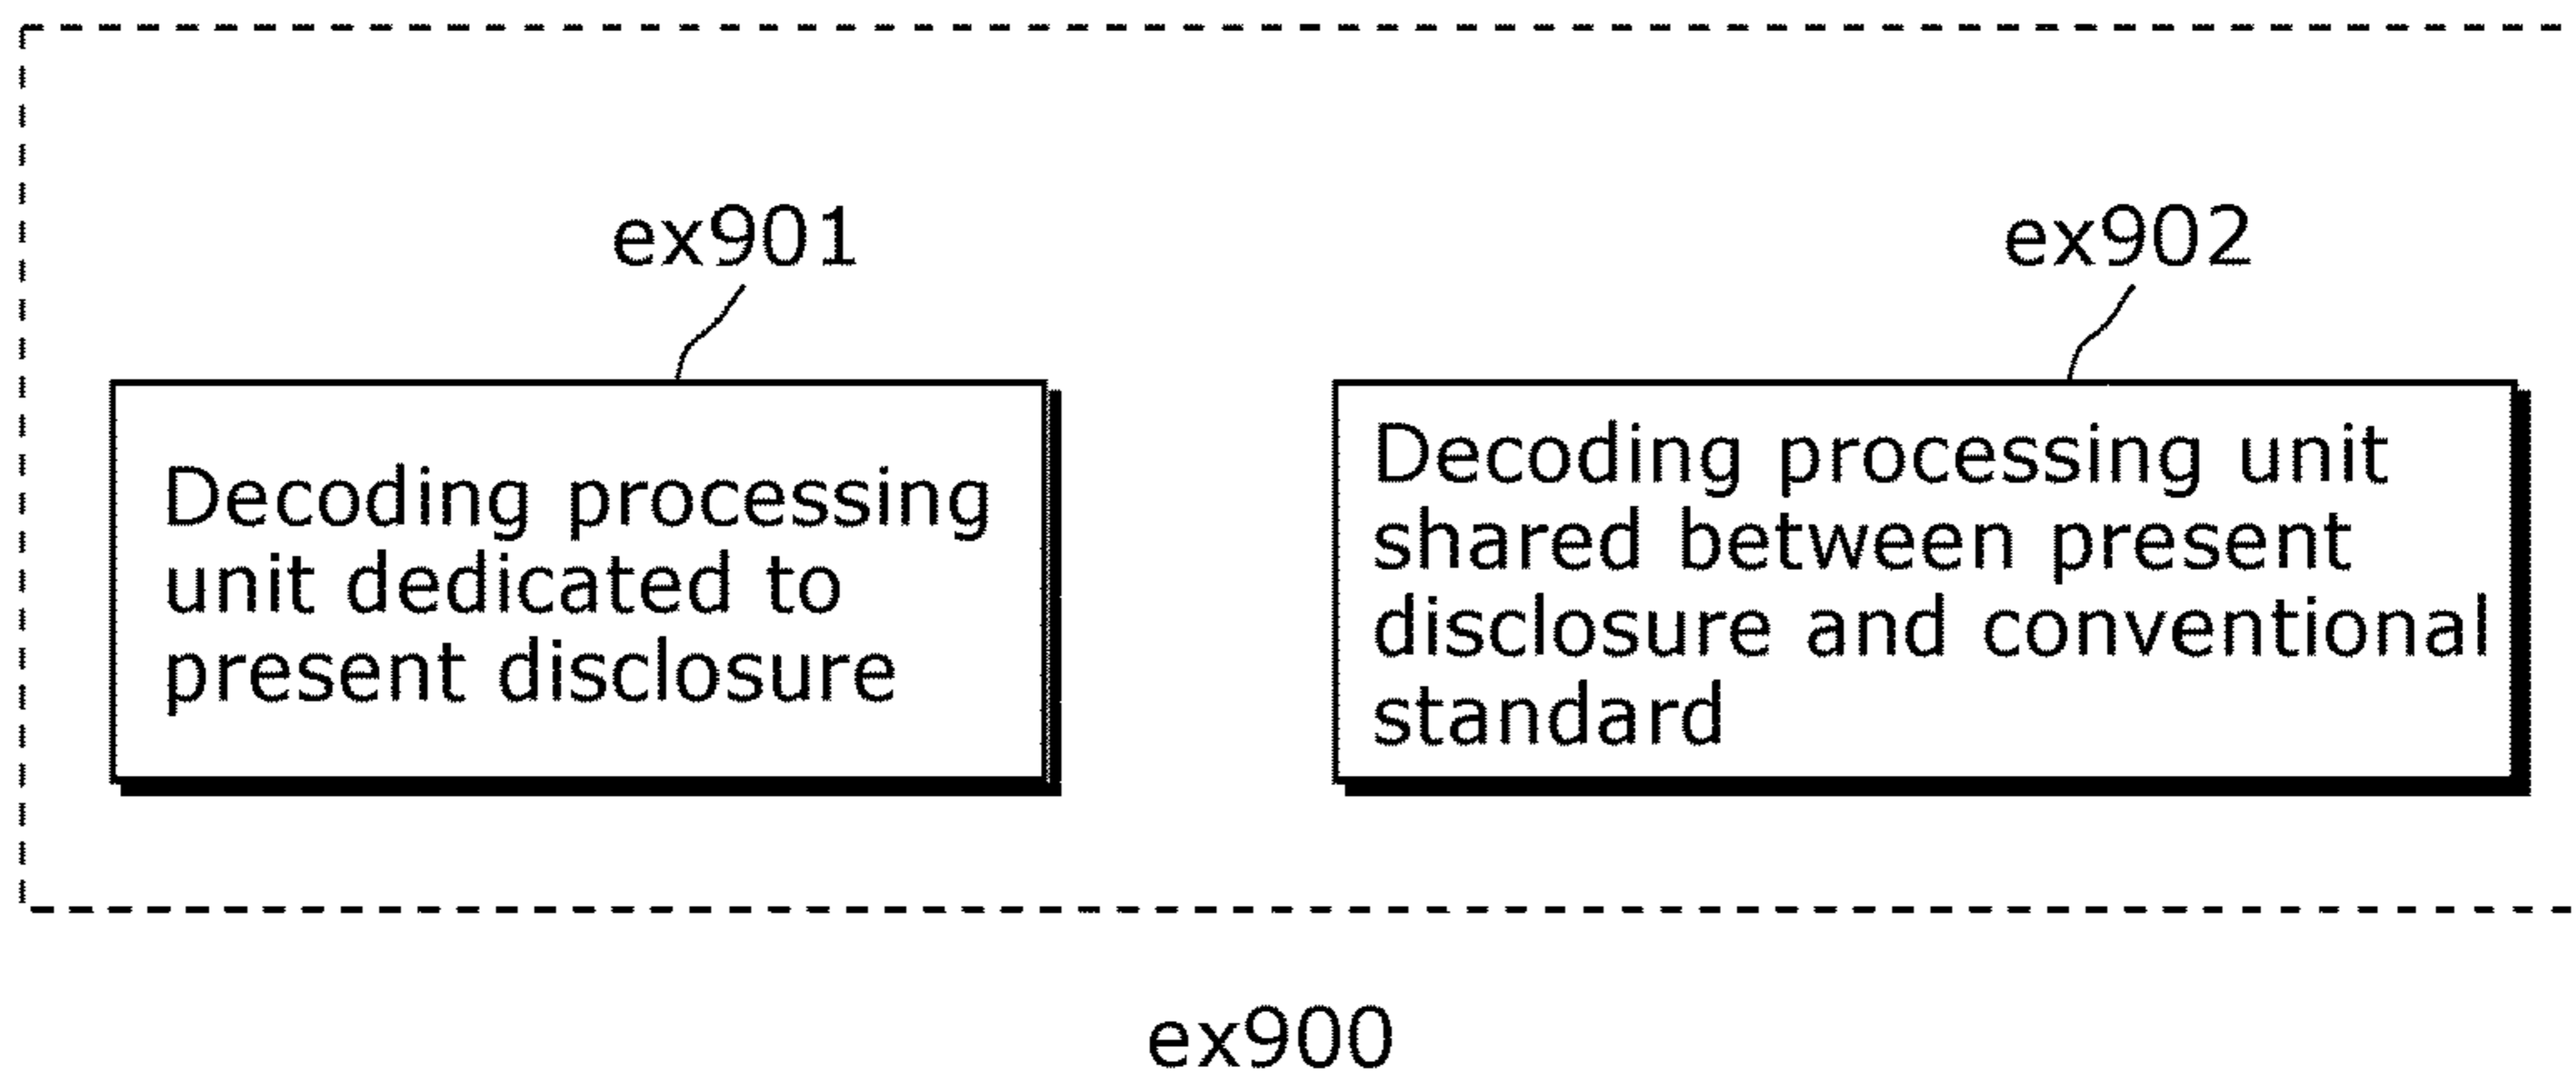 ex901
ex902
Decoding processing
unit dedicated to
present disclosure
Decoding processing unit
shared between present
disclosure and conventional
standard
ex900